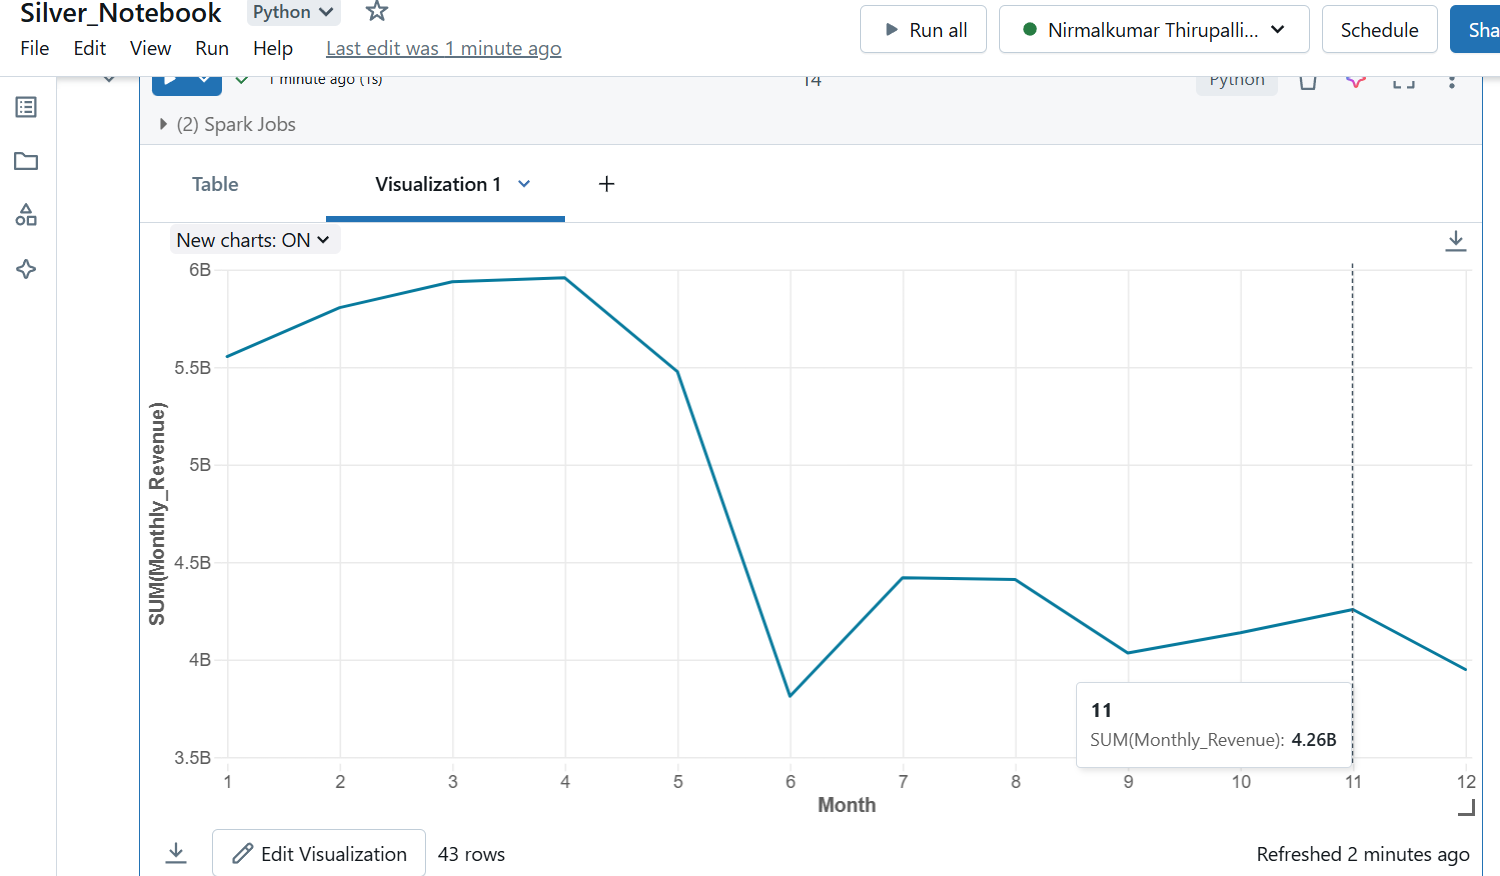 Silver_Notebook Python
File Edit View Run Help Last edit was 1 minute ago
Run all Nirmalkumar Thirupalli... Schedule Sha
1 minute ago (1s) 14 Python
(2) Spark Jobs
Table Visualization 1 +
New charts: ON
6B
5.5B
5B
4.5B
4B
3.5B
SUM(Monthly_Revenue)
11
SUM(Monthly_Revenue): 4.26B
1 2 3 4 5 6 7 8 9 10 11 12
Month
Edit Visualization 43 rows Refreshed 2 minutes ago